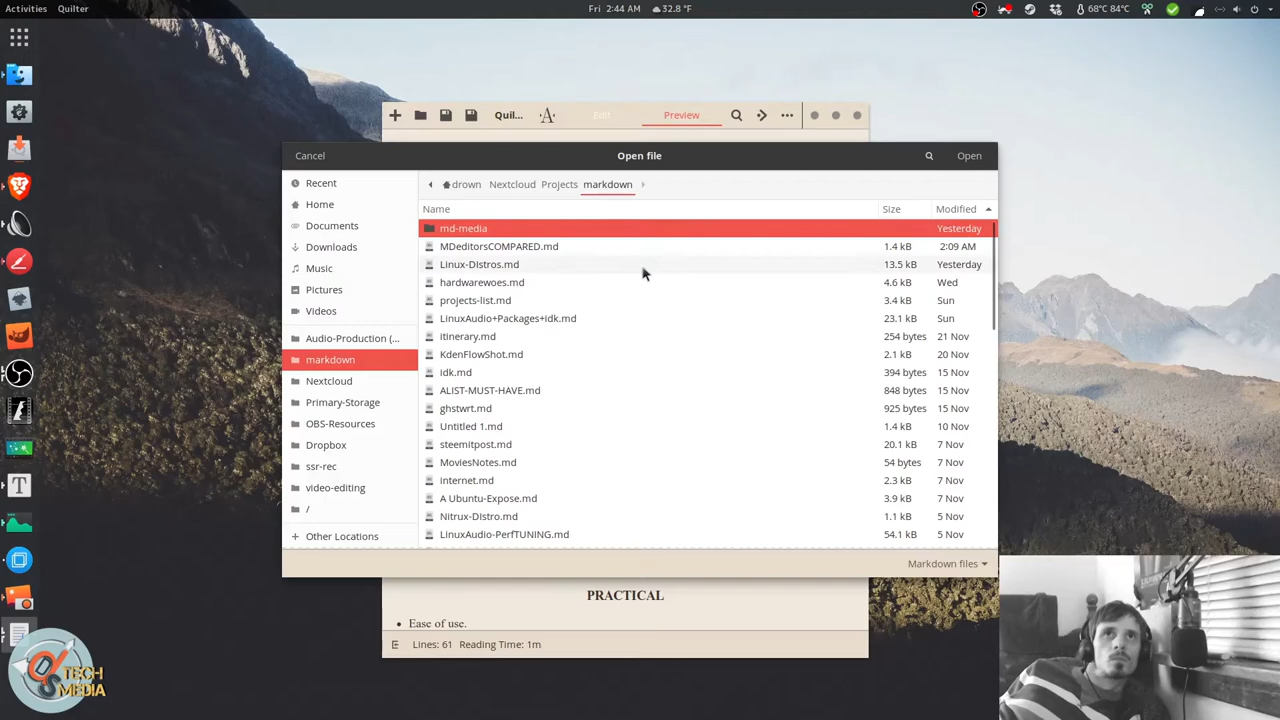 Activities Quilter Fri 2:44 AM 32.8 °F 68°C 84°C
Quil... A Edit Preview
Cancel Open file Open
Recent
Home
Documents
Downloads
Music
Pictures
Videos
Audio-Production (...
markdown
Nextcloud
Primary-Storage
OBS-Resources
Dropbox
ssr-rec
video-editing
/
Other Locations
drown Nextcloud Projects markdown
Name Size Modified
md-media Yesterday
MDeditorsCOMPARED.md 1.4 kB 2:09 AM
Linux-DIstros.md 13.5 kB Yesterday
hardwarewoes.md 4.6 kB Wed
projects-list.md 3.4 kB Sun
LinuxAudio+Packages+idk.md 23.1 kB Sun
itinerary.md 254 bytes 21 Nov
KdenFlowShot.md 2.1 kB 20 Nov
idk.md 394 bytes 15 Nov
ALIST-MUST-HAVE.md 848 bytes 15 Nov
ghstwrt.md 925 bytes 15 Nov
Untitled 1.md 1.4 kB 10 Nov
steemitpost.md 20.1 kB 7 Nov
MoviesNotes.md 54 bytes 7 Nov
internet.md 2.3 kB 7 Nov
A Ubuntu-Expose.md 3.9 kB 7 Nov
Nitrux-DIstro.md 1.1 kB 5 Nov
LinuxAudio-PerfTUNING.md 54.1 kB 5 Nov
Markdown files
PRACTICAL
• Ease of use.
Lines: 61 Reading Time: 1m
TECH
MEDIA